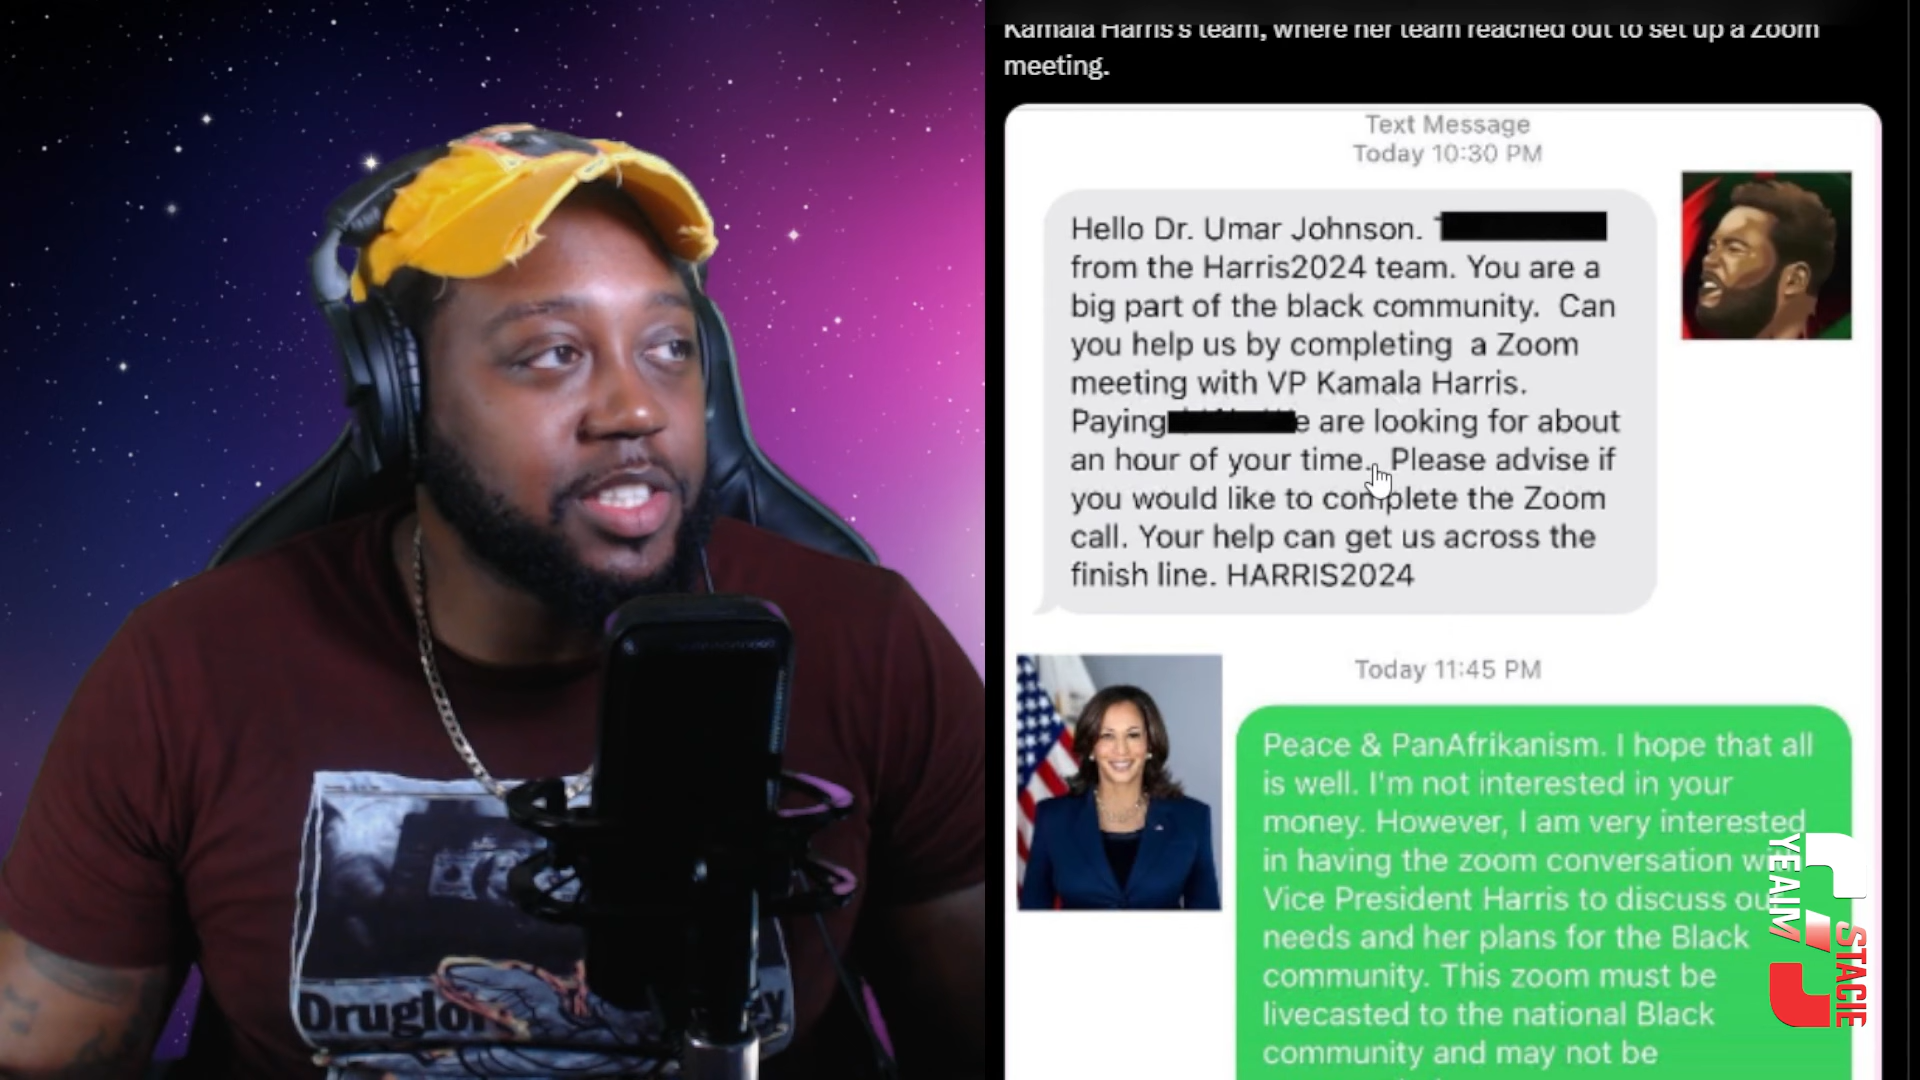 Kamala Harris's team, where her team reached out to set up a Zoom
meeting.
Text Message
Today 10:30 PM
Hello Dr. Umar Johnson.
from the Harris2024 team. You are a
big part of the black community. Can
you help us by completing a Zoom
meeting with VP Kamala Harris.
Paying e are looking for about
an hour of your time. Please advise if
you would like to complete the Zoom
call. Your help can get us across the
finish line. HARRIS2024
Today 11:45 PM
Peace & PanAfrikanism. I hope that all
is well. I'm not interested in your
money. However, I am very interested
in having the zoom conversation
Vice President Harris to discuss
needs and her plans for the Black
community. This zoom must be
livecasted to the national Black
community and may not be
YEAIM
STACIE